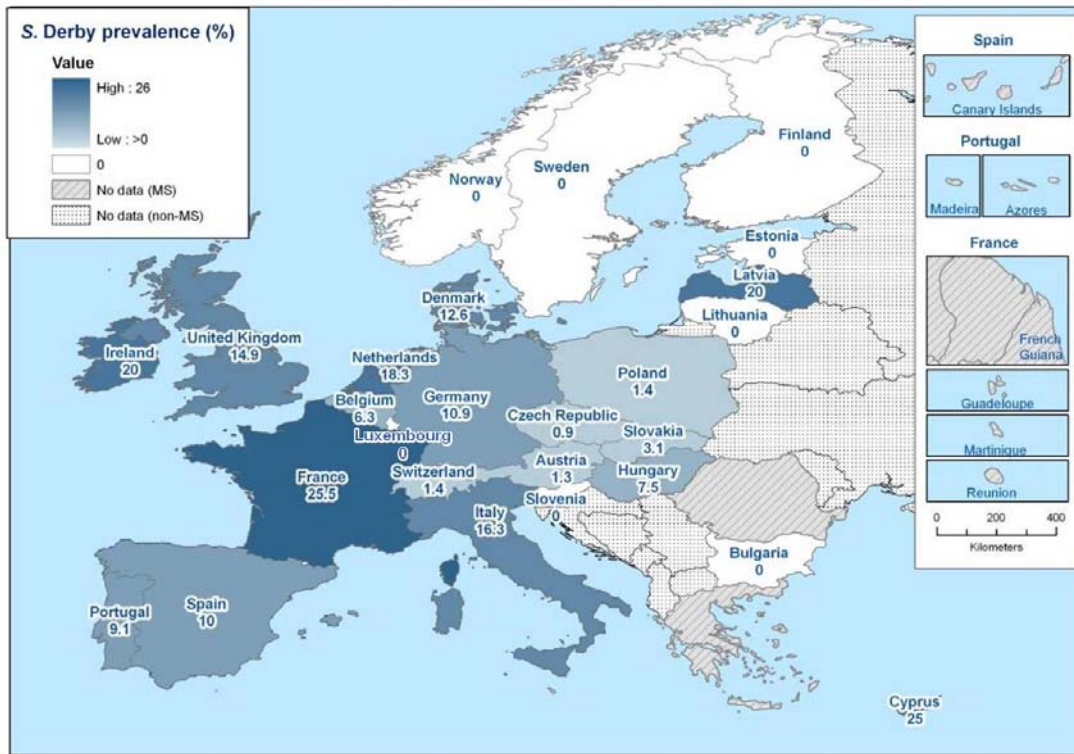 S. Derby prevalence (%)
Value
High : 26
Low : >0
0
No data (MS)
No data (non-MS)
Norway
0
Sweden
0
Finland
0
Estonia
0
Latvia
20
Lithuania
0
Denmark
12.6
United Kingdom
14.9
Ireland
20
Netherlands
18.3
Belgium
6.3
Germany
10.9
Poland
1.4
Czech Republic
0.9
Luxembourg
0
Slovakia
3.1
France
25.5
Switzerland
1.4
Austria
1.3
Hungary
7.5
Slovenia
0
Italy
16.3
Bulgaria
0
Portugal
9.1
Spain
10
Cyprus
25
Spain
Canary Islands
Portugal
Madeira
Azores
France
French
Guiana
Guadeloupe
Martinique
Reunion
0 200 400
Kilometers